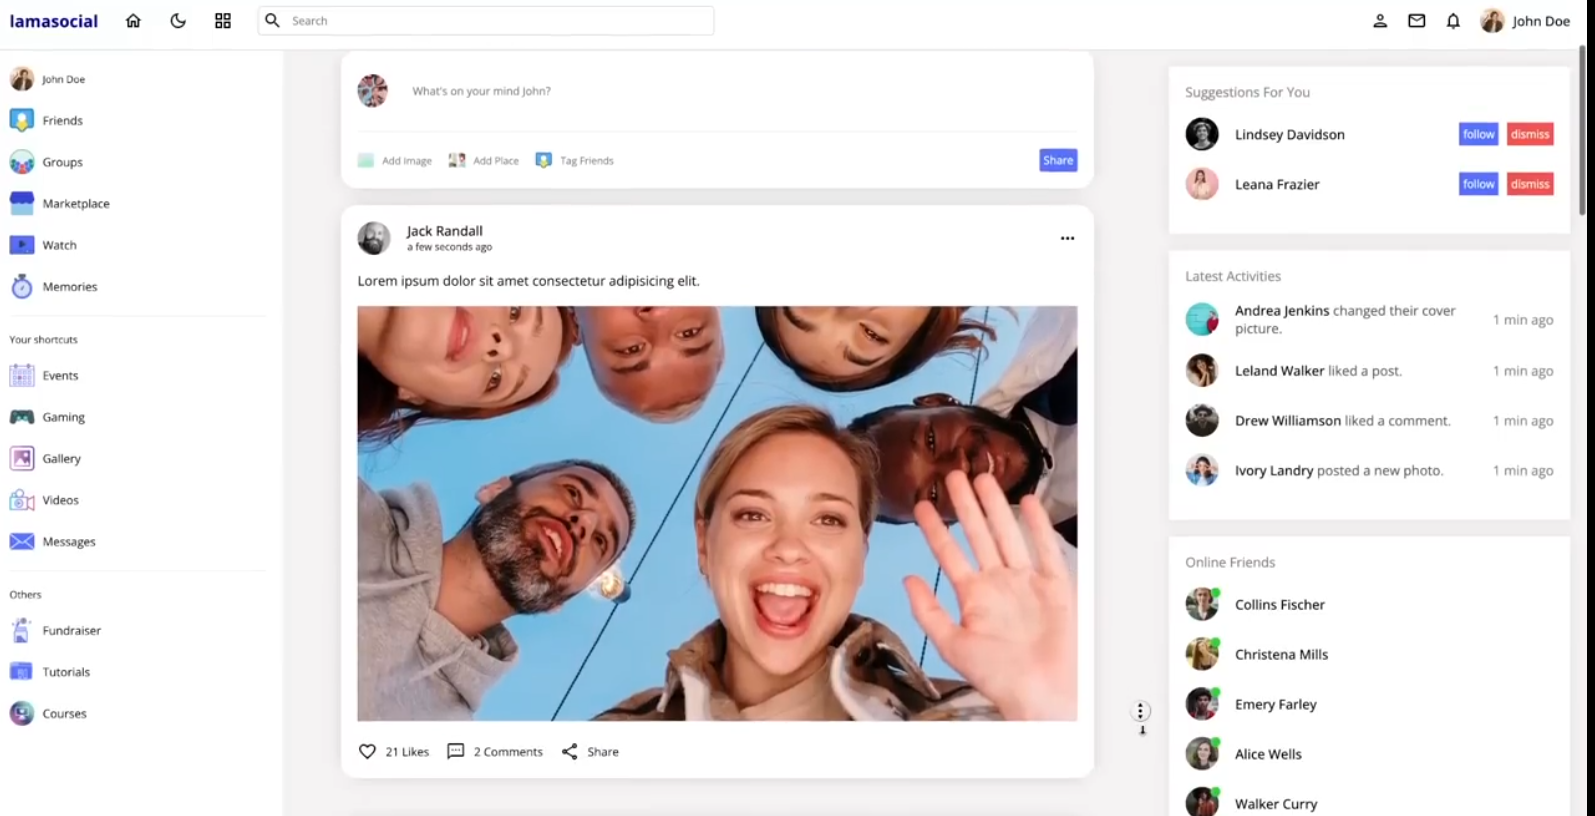 lamasocial
Search
John Doe
John Doe
Friends
Groups
Marketplace
Watch
Memories
Your shortcuts
Events
Gaming
Gallery
Videos
Messages
Others
Fundraiser
Tutorials
Courses
What's on your mind John?
Add Image Add Place Tag Friends Share
Jack Randall
a few seconds ago
Lorem ipsum dolor sit amet consectetur adipisicing elit.
21 Likes 2 Comments Share
Suggestions For You
Lindsey Davidson follow dismiss
Leana Frazier follow dismiss
Latest Activities
Andrea Jenkins changed their cover
picture. 1 min ago
Leland Walker liked a post. 1 min ago
Drew Williamson liked a comment. 1 min ago
Ivory Landry posted a new photo. 1 min ago
Online Friends
Collins Fischer
Christena Mills
Emery Farley
Alice Wells
Walker Curry